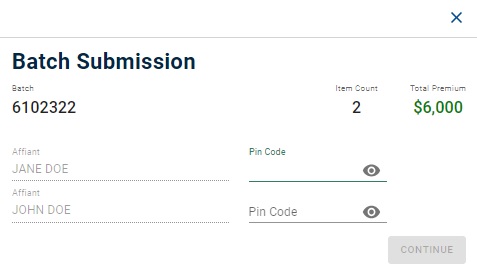 Batch Submission
Batch Item Count Total Premium
6102322 2 $6,000
Affiant Pin Code
JANE DOE
Affiant
JOHN DOE Pin Code
CONTINUE